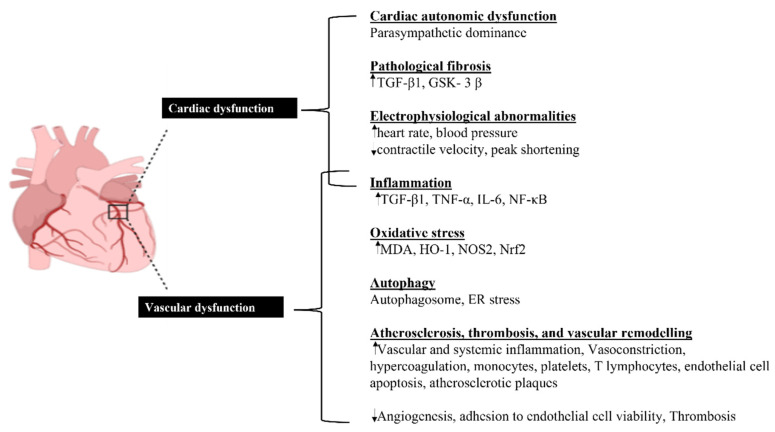 Cardiac autonomic dysfunction
Parasympathetic dominance
Pathological fibrosis
↑TGF-β1, GSK- 3 β
Cardiac dysfunction
Electrophysiological abnormalities
↑heart rate, blood pressure
↓contractile velocity, peak shortening
Inflammation
↑TGF-β1, TNF-α, IL-6, NF-κB
Oxidative stress
↑MDA, HO-1, NOS2, Nrf2
Autophagy
Autophagosome, ER stress
Vascular dysfunction
Atherosclerosis, thrombosis, and vascular remodelling
↑Vascular and systemic inflammation, Vasoconstriction,
hypercoagulation, monocytes, platelets, T lymphocytes, endothelial cell
apoptosis, atherosclerotic plaques
↓Angiogenesis, adhesion to endothelial cell viability, Thrombosis